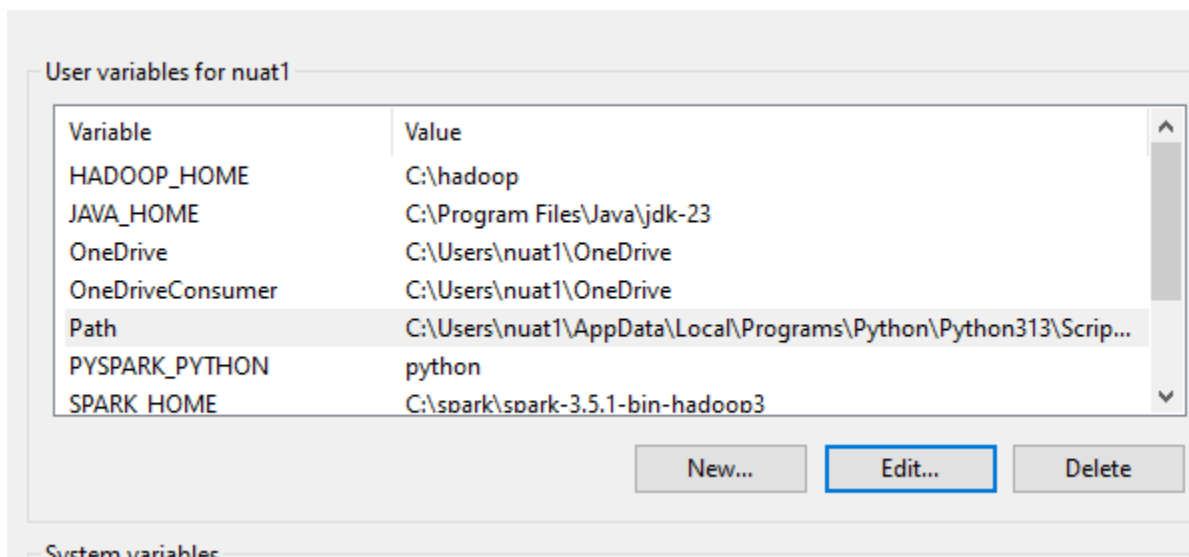 User variables for nuat1
Variable Value
HADOOP_HOME C:\hadoop
JAVA_HOME C:\Program Files\Java\jdk-23
OneDrive C:\Users\nuat1\OneDrive
OneDriveConsumer C:\Users\nuat1\OneDrive
Path C:\Users\nuat1\AppData\Local\Programs\Python\Python313\Scrip...
PYSPARK_PYTHON python
SPARK_HOME C:\spark\spark-3.5.1-bin-hadoop3
New... Edit... Delete
System variables